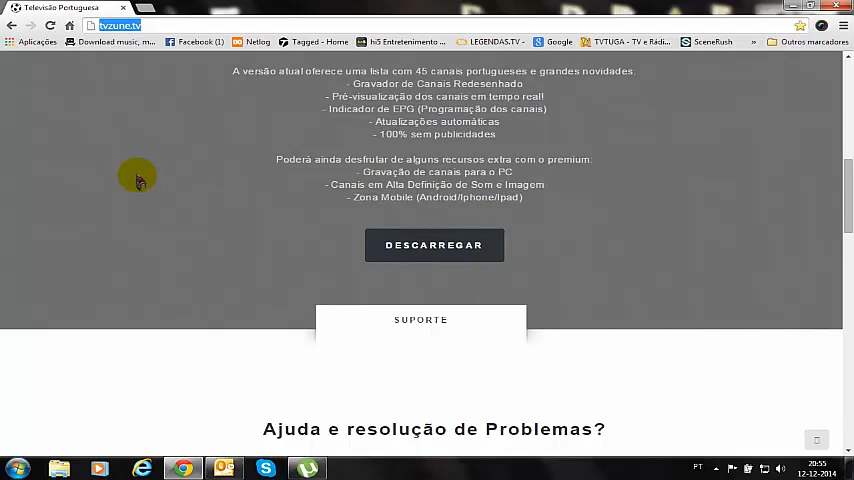 Televisão Portuguesa
tvzune.tv
Aplicações
Download music, m...
Facebook (1)
Netlog
Tagged - Home
hi5 Entretenimento ...
LEGENDAS.TV -
Google
TVTUGA - TV e Rádi...
SceneRush
»
Outros marcadores
A versão atual oferece uma lista com 45 canais portugueses e grandes novidades:
- Gravador de Canais Redesenhado
- Pré-visualização dos canais em tempo real!
- Indicador de EPG (Programação dos canais)
- Atualizações automáticas
- 100% sem publicidades
Poderá ainda desfrutar de alguns recursos extra com o premium:
- Gravação de canais para o PC
- Canais em Alta Definição de Som e Imagem
- Zona Mobile (Android/Iphone/Ipad)
DESCARREGAR
SUPORTE
Ajuda e resolução de Problemas?
PT
20:55
12-12-2014